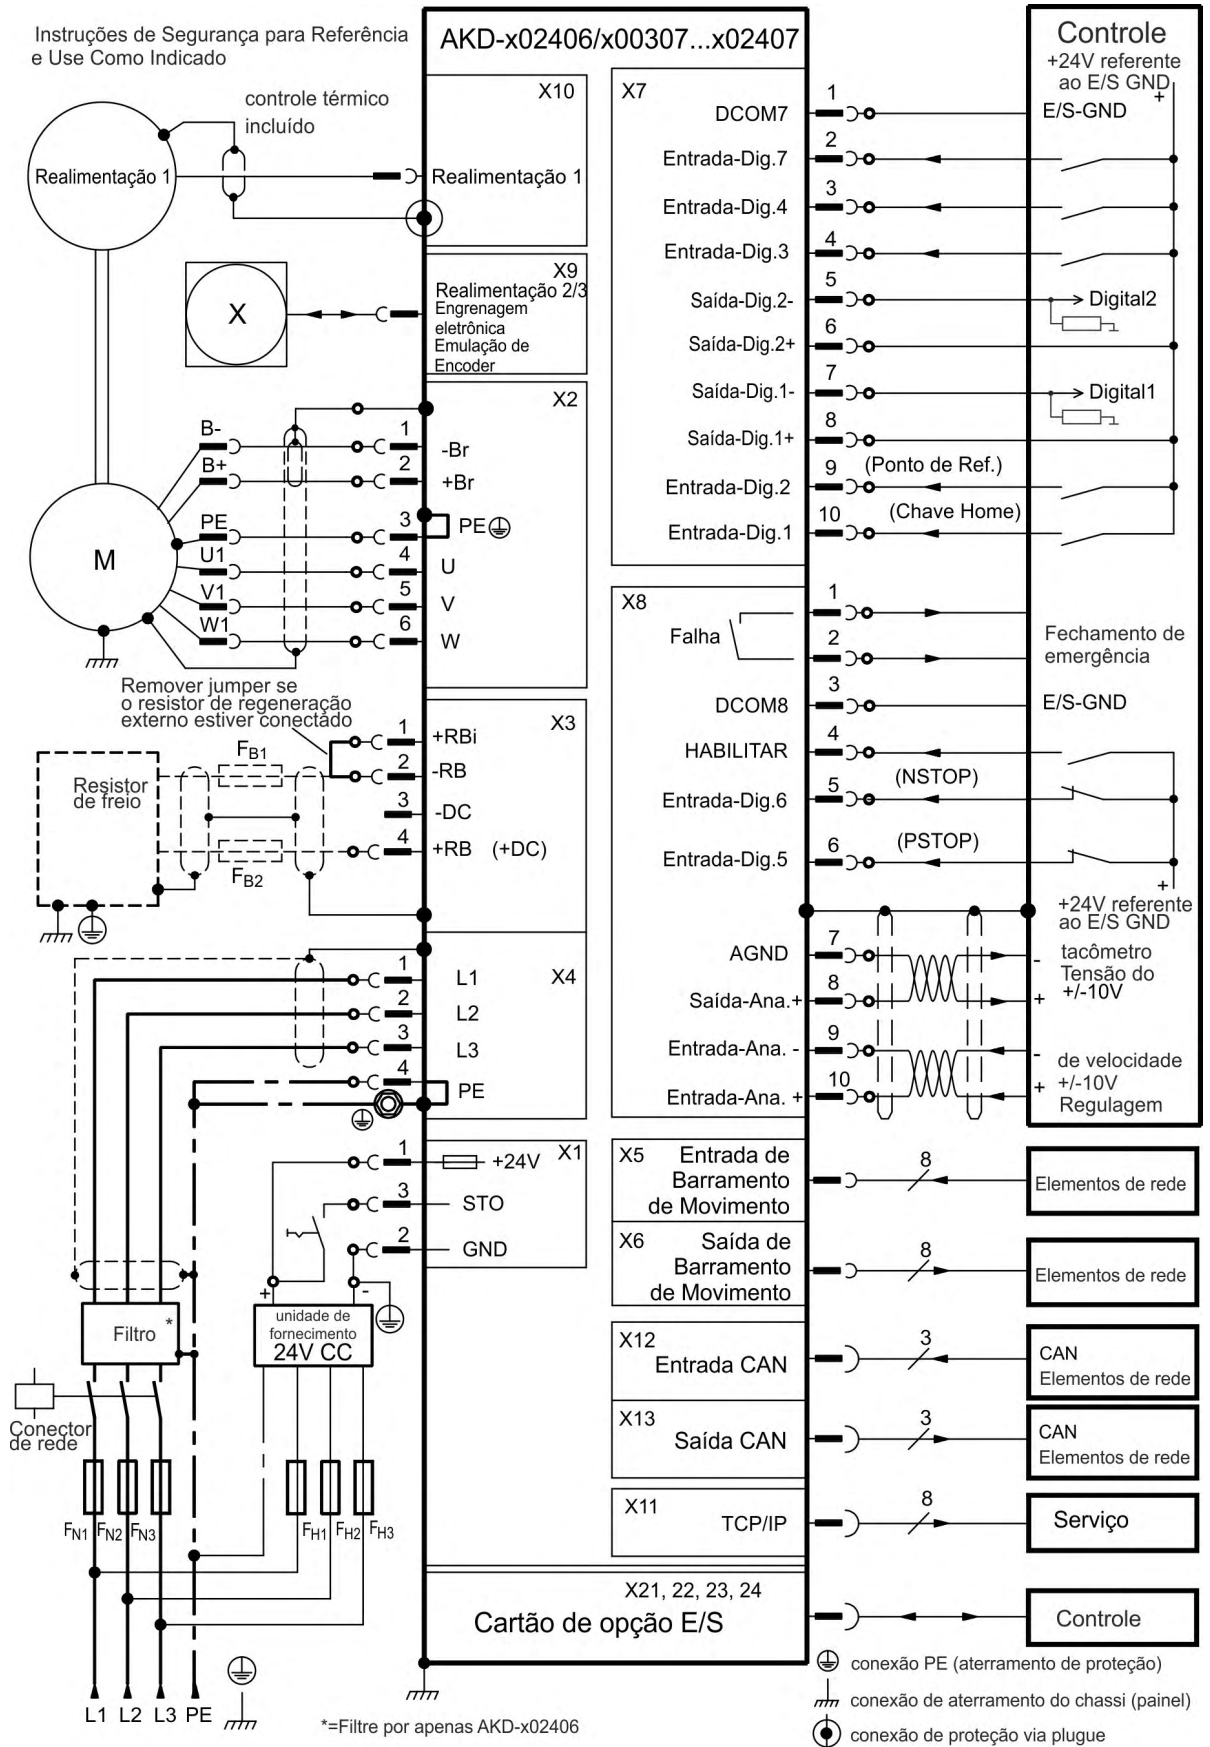 Instruções de Segurança para Referência
e Use Como Indicado
controle térmico
incluído
Realimentação 1
X
B-
B+
PE
U1
V1
W1
M
Remover jumper se
o resistor de regeneração
externo estiver conectado
FB1
Resistor
de freio
FB2
AKD-x02406/x00307...x02407
X10
Realimentação 1
X9
Realimentação 2/3
Engrenagem
eletrônica
Emulação de
Encoder
X2
1 -Br
2 +Br
3 PE
4 U
5 V
6 W
X3
1 +RBi
2 -RB
3 -DC
4 +RB (+DC)
X4
1 L1
2 L2
3 L3
4 PE
X1
1 +24V
3 STO
2 GND
+ -
unidade de
fornecimento
24V CC
Filtro *
Conector
de rede
FN1 FN2 FN3 FH1 FH2 FH3
L1 L2 L3 PE
*=Filtre por apenas AKD-x02406
X7
DCOM7 1
Entrada-Dig.7 2
Entrada-Dig.4 3
Entrada-Dig.3 4
Saída-Dig.2- 5
Saída-Dig.2+ 6
Saída-Dig.1- 7
Saída-Dig.1+ 8
Entrada-Dig.2 9 (Ponto de Ref.)
Entrada-Dig.1 10 (Chave Home)
X8
Falha
1
2
DCOM8 3
HABILITAR 4
Entrada-Dig.6 5 (NSTOP)
Entrada-Dig.5 6 (PSTOP)
AGND 7
Saída-Ana.+ 8
Entrada-Ana. - 9
Entrada-Ana. + 10
X5 Entrada de
Barramento
de Movimento
8
X6 Saída de
Barramento
de Movimento
8
X12
Entrada CAN
3
X13
Saída CAN
3
X11
TCP/IP
8
X21, 22, 23, 24
Cartão de opção E/S
Controle
+24V referente
ao E/S GND
+
E/S-GND
Digital2
Digital1
Fechamento de
emergência
E/S-GND
+
+24V referente
ao E/S GND
- tacômetro
Tensão do
+ +/-10V
- de velocidade
+ +/-10V
Regulagem
Elementos de rede
Elementos de rede
CAN
Elementos de rede
CAN
Elementos de rede
Serviço
Controle
conexão PE (aterramento de proteção)
conexão de aterramento do chassi (painel)
conexão de proteção via plugue